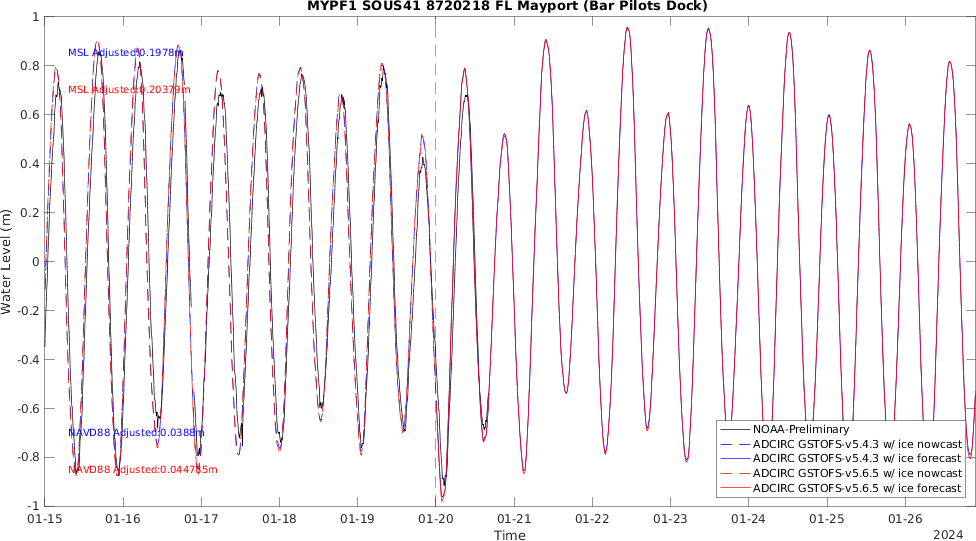 MYPF1 SOUS41 8720218 FL Mayport (Bar Pilots Dock)
1
0.8
0.6
0.4
0.2
0
-0.2
-0.4
-0.6
-0.8
-1
Water Level (m)
MSL Adjusted:0.1978m
MSL Adjusted:0.20379m
NAVD88 Adjusted:0.0388m
NAVD88 Adjusted:0.044785m
NOAA-Preliminary
ADCIRC GSTOFS-v5.4.3 w/ ice nowcast
ADCIRC GSTOFS-v5.4.3 w/ ice forecast
ADCIRC GSTOFS-v5.6.5 w/ ice nowcast
ADCIRC GSTOFS-v5.6.5 w/ ice forecast
01-15 01-16 01-17 01-18 01-19 01-20 01-21 01-22 01-23 01-24 01-25 01-26
Time
2024